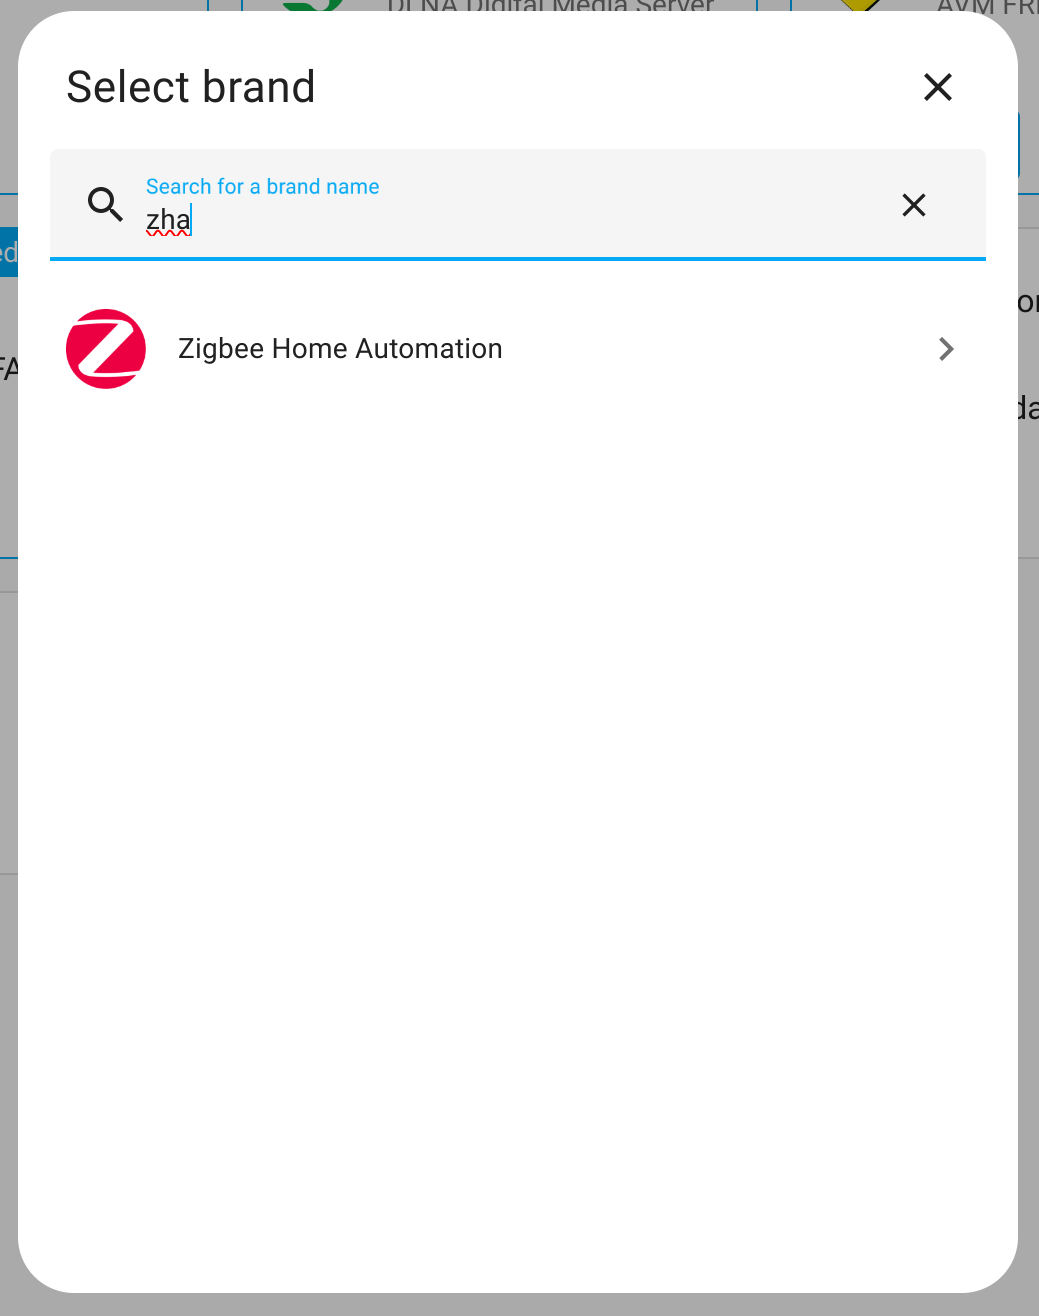 DLNA Digital Media Server
AVM FR
Select brand
Search for a brand name
zha
Zigbee Home Automation